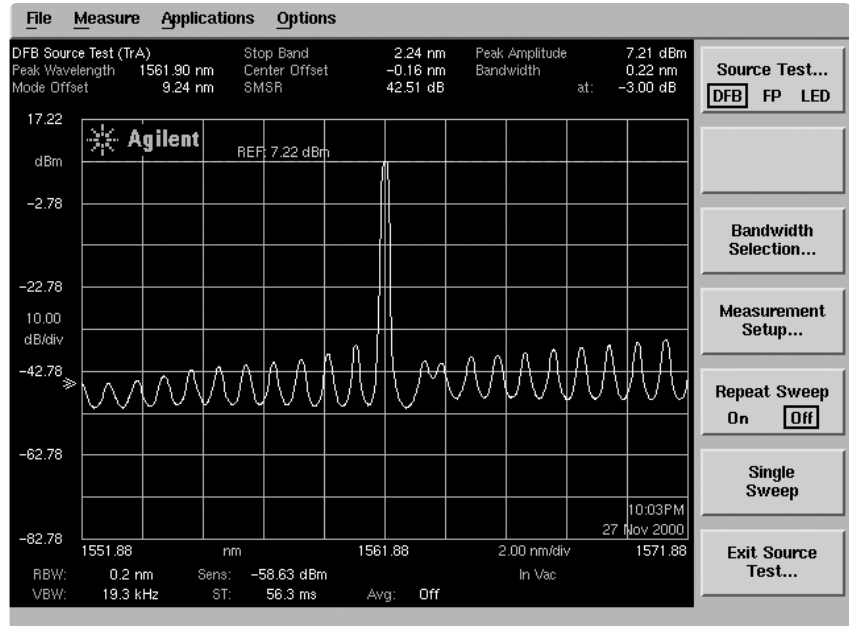 File Measure Applications Options
DFB Source Test (TrA) Stop Band 2.24 nm Peak Amplitude 7.21 dBm
Peak Wavelength 1561.90 nm Center Offset -0.16 nm Bandwidth 0.22 nm
Mode Offset 9.24 nm SMSR 42.51 dB at: -3.00 dB
17.22
Agilent
REF: 7.22 dBm
dBm
-2.78
-22.78
10.00
dB/div
-42.78
-62.78
10:03PM
27 Nov 2000
-82.78
1551.88 nm 1561.88 2.00 nm/div 1571.88
RBW: 0.2 nm Sens: -58.63 dBm In Vac
VBW: 19.3 kHz ST: 56.3 ms Avg: Off
Source Test...
DFB FP LED
Bandwidth
Selection...
Measurement
Setup...
Repeat Sweep
On Off
Single
Sweep
Exit Source
Test...